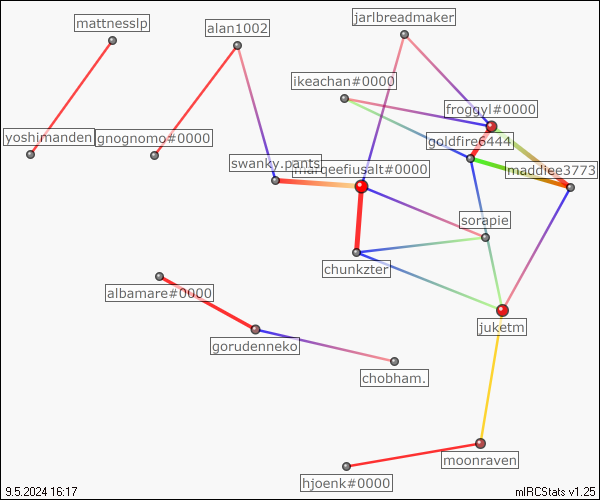 mattnesslp
jarlbreadmaker
alan1002
ikeachan#0000
froggyl#0000
yoshimanden
gnognomo#0000
goldfire6444
swanky.pants
marqeefiusalt#0000
maddiee3773
sorapie
chunkzter
albamare#0000
juketm
gorudenneko
chobham.
moonraven
hjoenk#0000
9.5.2024 16:17
mIRCStats v1.25